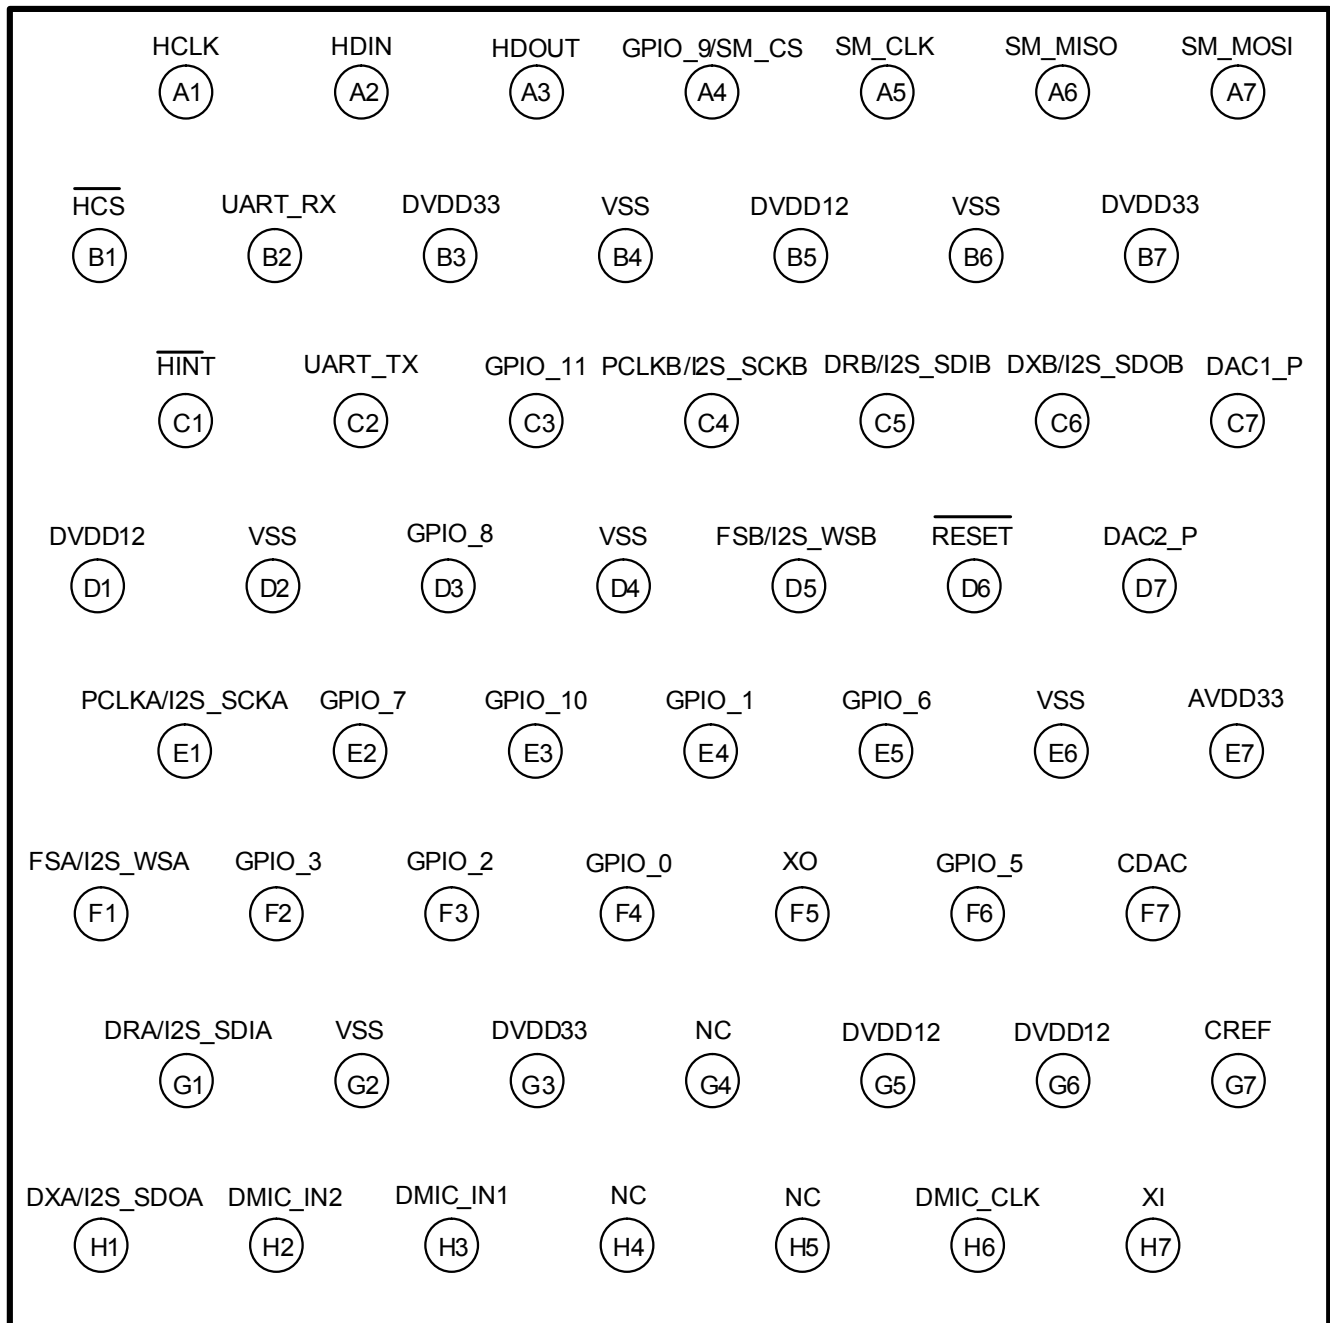 HCLK HDIN HDOUT GPIO_9/SM_CS SM_CLK SM_MISO SM_MOSI
A1 A2 A3 A4 A5 A6 A7
HCS UART_RX DVDD33 VSS DVDD12 VSS DVDD33
B1 B2 B3 B4 B5 B6 B7
HINT UART_TX GPIO_11 PCLKB/I2S_SCKB DRB/I2S_SDIB DXB/I2S_SDOB DAC1_P
C1 C2 C3 C4 C5 C6 C7
DVDD12 VSS GPIO_8 VSS FSB/I2S_WSB RESET DAC2_P
D1 D2 D3 D4 D5 D6 D7
PCLKA/I2S_SCKA GPIO_7 GPIO_10 GPIO_1 GPIO_6 VSS AVDD33
E1 E2 E3 E4 E5 E6 E7
FSA/I2S_WSA GPIO_3 GPIO_2 GPIO_0 XO GPIO_5 CDAC
F1 F2 F3 F4 F5 F6 F7
DRA/I2S_SDIA VSS DVDD33 NC DVDD12 DVDD12 CREF
G1 G2 G3 G4 G5 G6 G7
DXA/I2S_SDOA DMIC_IN2 DMIC_IN1 NC NC DMIC_CLK XI
H1 H2 H3 H4 H5 H6 H7